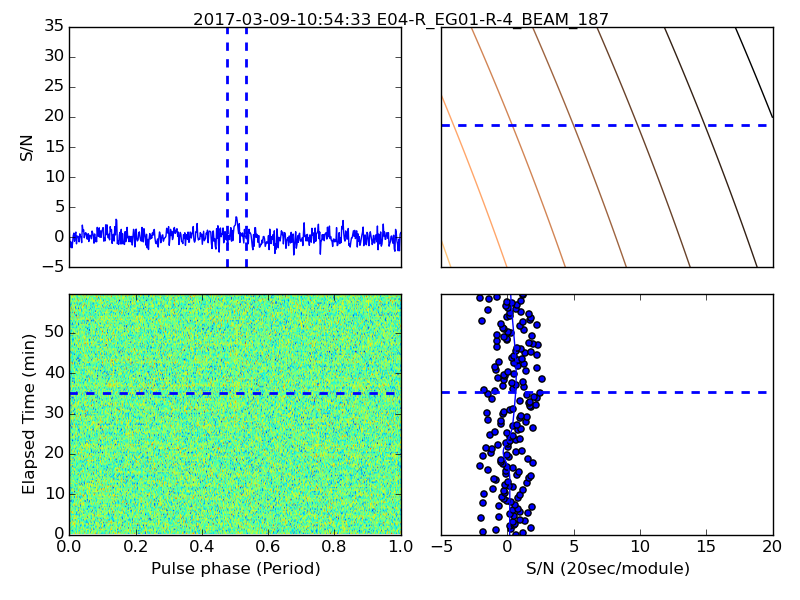 2017-03-09-10:54:33 E04-R_EG01-R-4_BEAM_187
35
30
25
20
15
10
5
0
−5
S/N
50
40
30
20
10
0
Elapsed Time (min)
0.0 0.2 0.4 0.6 0.8 1.0
Pulse phase (Period)
−5 0 5 10 15 20
S/N (20sec/module)